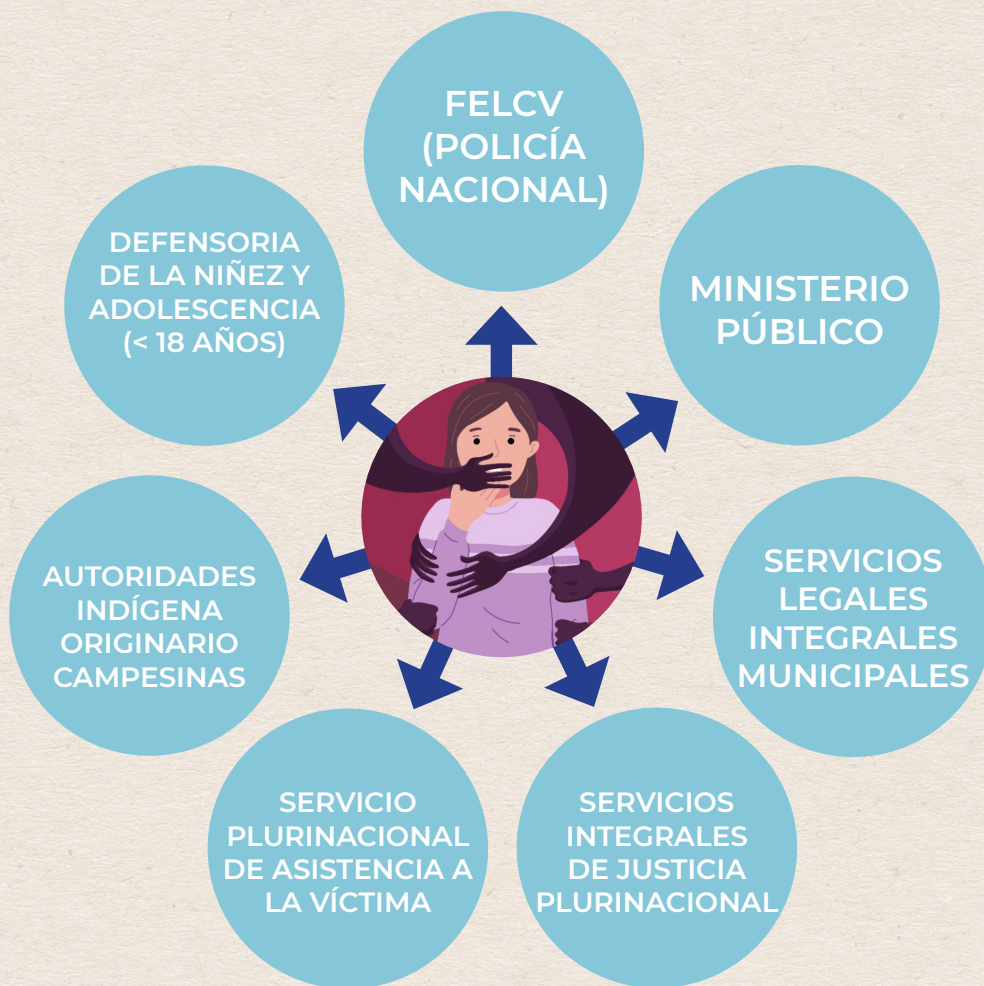 FELCV
(POLICÍA
NACIONAL)
MINISTERIO
PÚBLICO
SERVICIOS
LEGALES
INTEGRALES
MUNICIPALES
SERVICIOS
INTEGRALES
DE JUSTICIA
PLURINACIONAL
SERVICIO
PLURINACIONAL
DE ASISTENCIA A
LA VÍCTIMA
AUTORIDADES
INDÍGENA
ORIGINARIO
CAMPESINAS
DEFENSORIA
DE LA NIÑEZ Y
ADOLESCENCIA
(< 18 AÑOS)